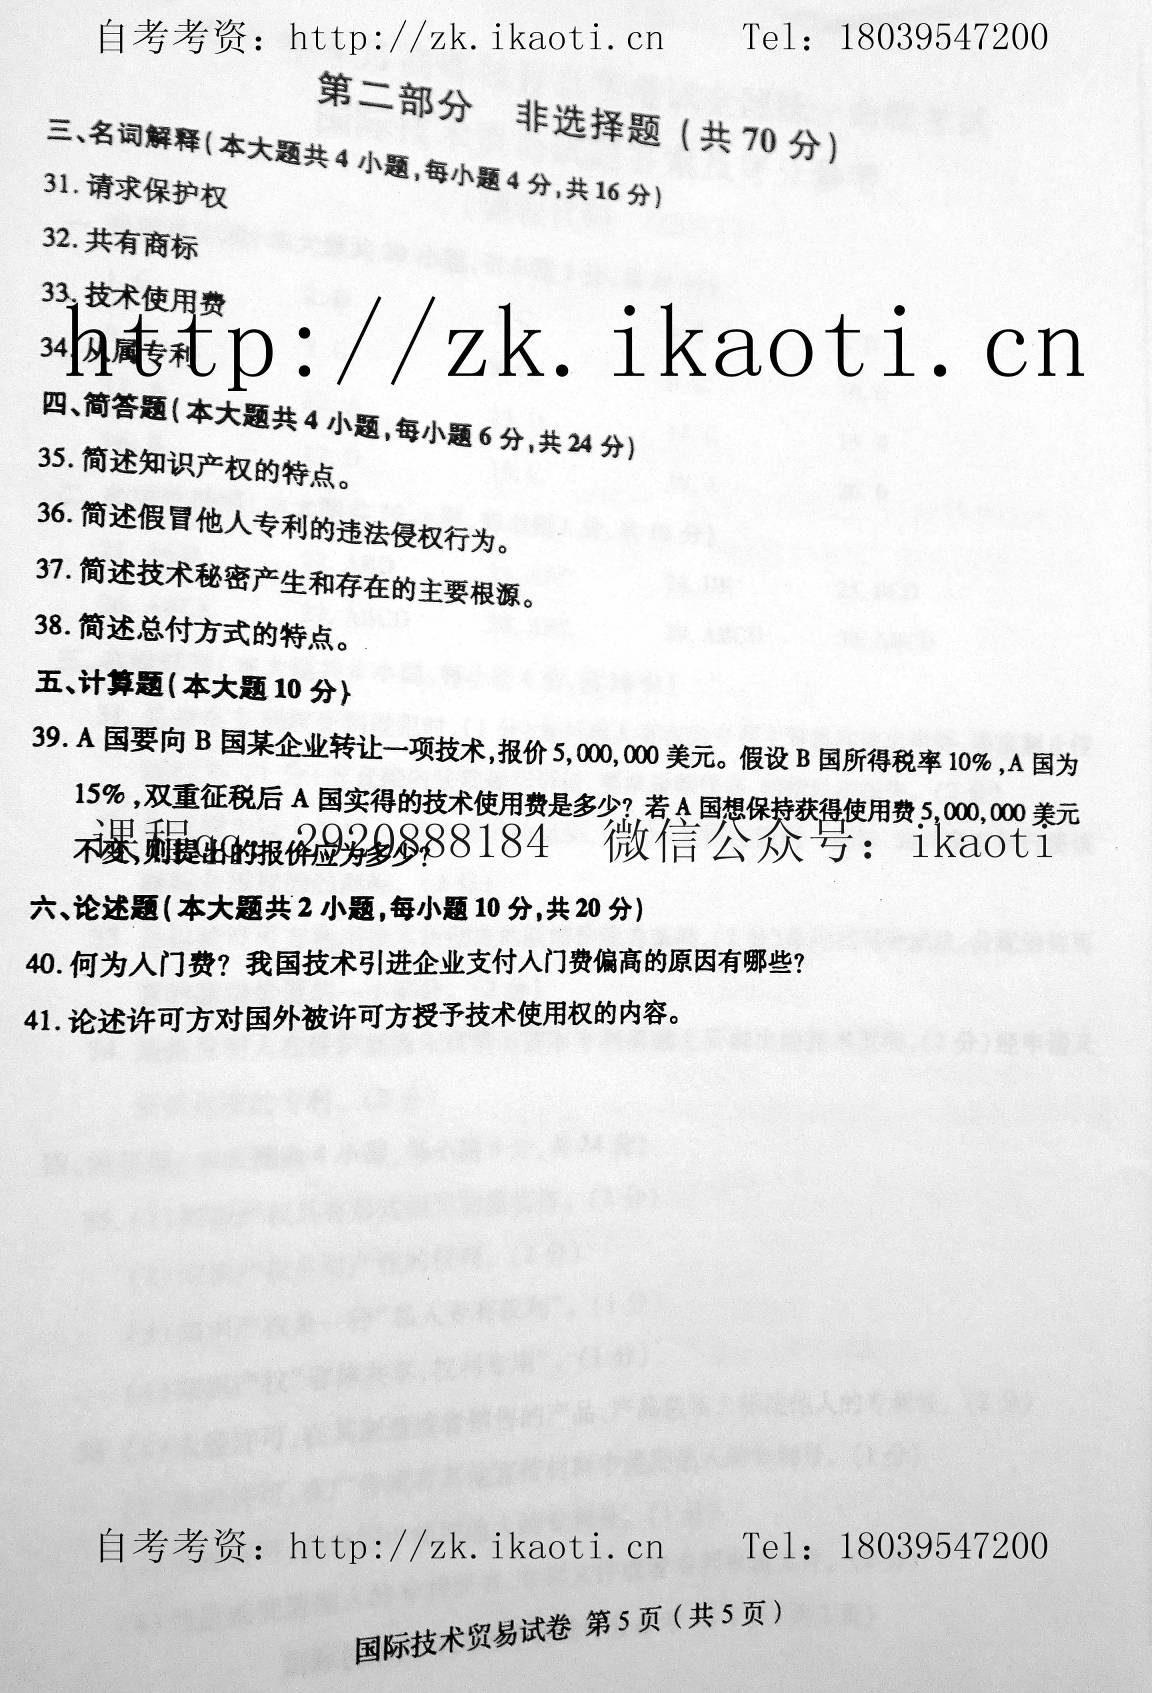 自考考资：http://zk.ikaoti.cn Tel：18039547200
第二部分 非选择题(共70分)
三、名词解释(本大题共4小题,每小题4分,共16分)
31. 请求保护权
32. 共有商标
33. 技术使用费
http://zk.ikaoti.cn
34. 从属专利
四、简答题(本大题共4小题,每小题6分,共24分)
35. 简述知识产权的特点。
36. 简述假冒他人专利的违法侵权行为。
37. 简述技术秘密产生和存在的主要根源。
38. 简述总付方式的特点。
五、计算题(本大题10分)
39. A国要向B国某企业转让一项技术,报价5,000,000美元。假设B国所得税率10%,A国为
15%,双重征税后A国实得的技术使用费是多少? 若A国想保持获得使用费5,000,000美元
不变,则提出的报价应为多少?
课程qq：2920888184 微信公众号：ikaoti
六、论述题(本大题共2小题,每小题10分,共20分)
40. 何为入门费? 我国技术引进企业支付入门费偏高的原因有哪些?
41. 论述许可方对国外被许可方授予技术使用权的内容。
自考考资：http://zk.ikaoti.cn Tel：18039547200
国际技术贸易试卷 第5页(共5页)